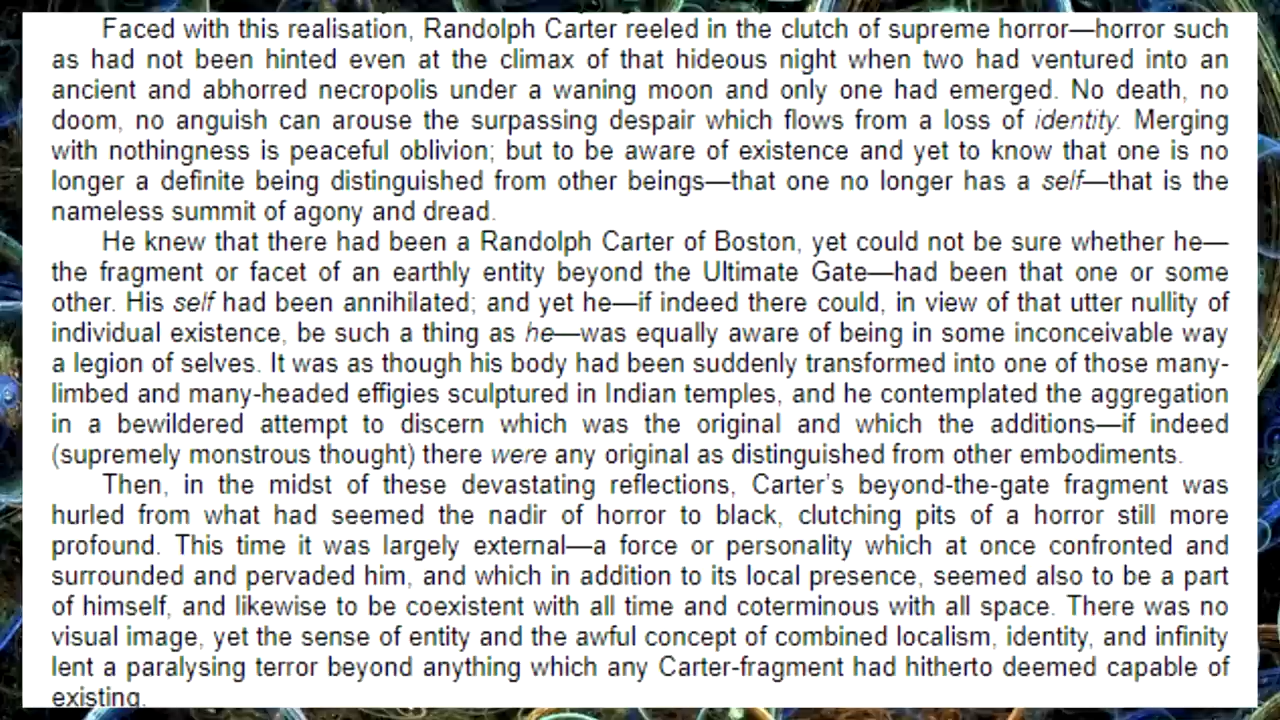 Faced with this realisation, Randolph Carter reeled in the clutch of supreme horror—horror such
as had not been hinted even at the climax of that hideous night when two had ventured into an
ancient and abhorred necropolis under a waning moon and only one had emerged. No death, no
doom, no anguish can arouse the surpassing despair which flows from a loss of identity. Merging
with nothingness is peaceful oblivion; but to be aware of existence and yet to know that one is no
longer a definite being distinguished from other beings—that one no longer has a self—that is the
nameless summit of agony and dread.
He knew that there had been a Randolph Carter of Boston, yet could not be sure whether he—
the fragment or facet of an earthly entity beyond the Ultimate Gate—had been that one or some
other. His self had been annihilated; and yet he—if indeed there could, in view of that utter nullity of
individual existence, be such a thing as he—was equally aware of being in some inconceivable way
a legion of selves. It was as though his body had been suddenly transformed into one of those many-
limbed and many-headed effigies sculptured in Indian temples, and he contemplated the aggregation
in a bewildered attempt to discern which was the original and which the additions—if indeed
(supremely monstrous thought) there were any original as distinguished from other embodiments.
Then, in the midst of these devastating reflections, Carter's beyond-the-gate fragment was
hurled from what had seemed the nadir of horror to black, clutching pits of a horror still more
profound. This time it was largely external—a force or personality which at once confronted and
surrounded and pervaded him, and which in addition to its local presence, seemed also to be a part
of himself, and likewise to be coexistent with all time and coterminous with all space. There was no
visual image, yet the sense of entity and the awful concept of combined localism, identity, and infinity
lent a paralysing terror beyond anything which any Carter-fragment had hitherto deemed capable of
existing.